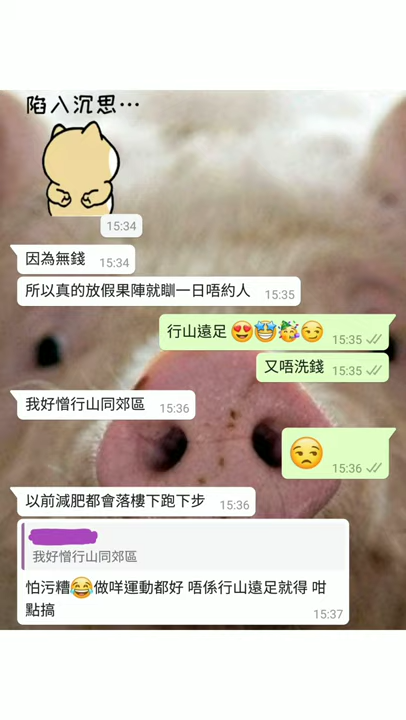 陷入沉思…
15:34
因為無錢 15:34
所以真的放假果陣就瞓一日唔約人 15:35
行山遠足 😍🤩🥳😏 15:35
又唔洗錢 15:35
我好憎行山同郊區 15:36
😒 15:36
以前減肥都會落樓下跑下步 15:36
我好憎行山同郊區
怕污糟😂做咩運動都好 唔係行山遠足就得 咁
點搞 15:37